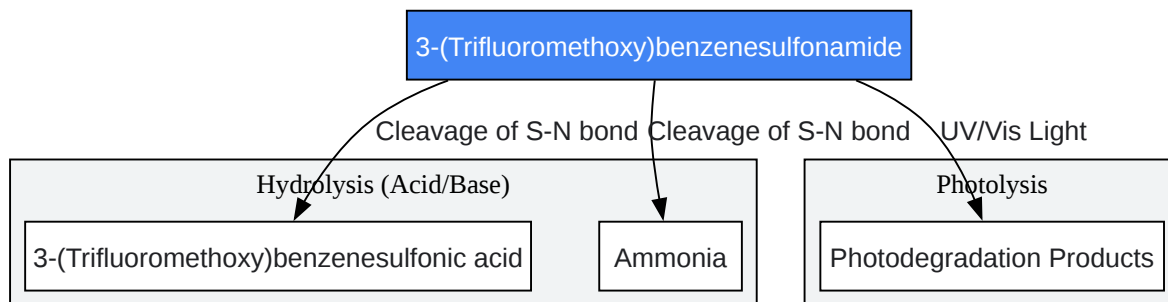 3-(Trifluoromethoxy)benzenesulfonamide
Cleavage of S-N bond
Cleavage of S-N bond
UV/Vis Light
Hydrolysis (Acid/Base)
Photolysis
3-(Trifluoromethoxy)benzenesulfonic acid
Ammonia
Photodegradation Products